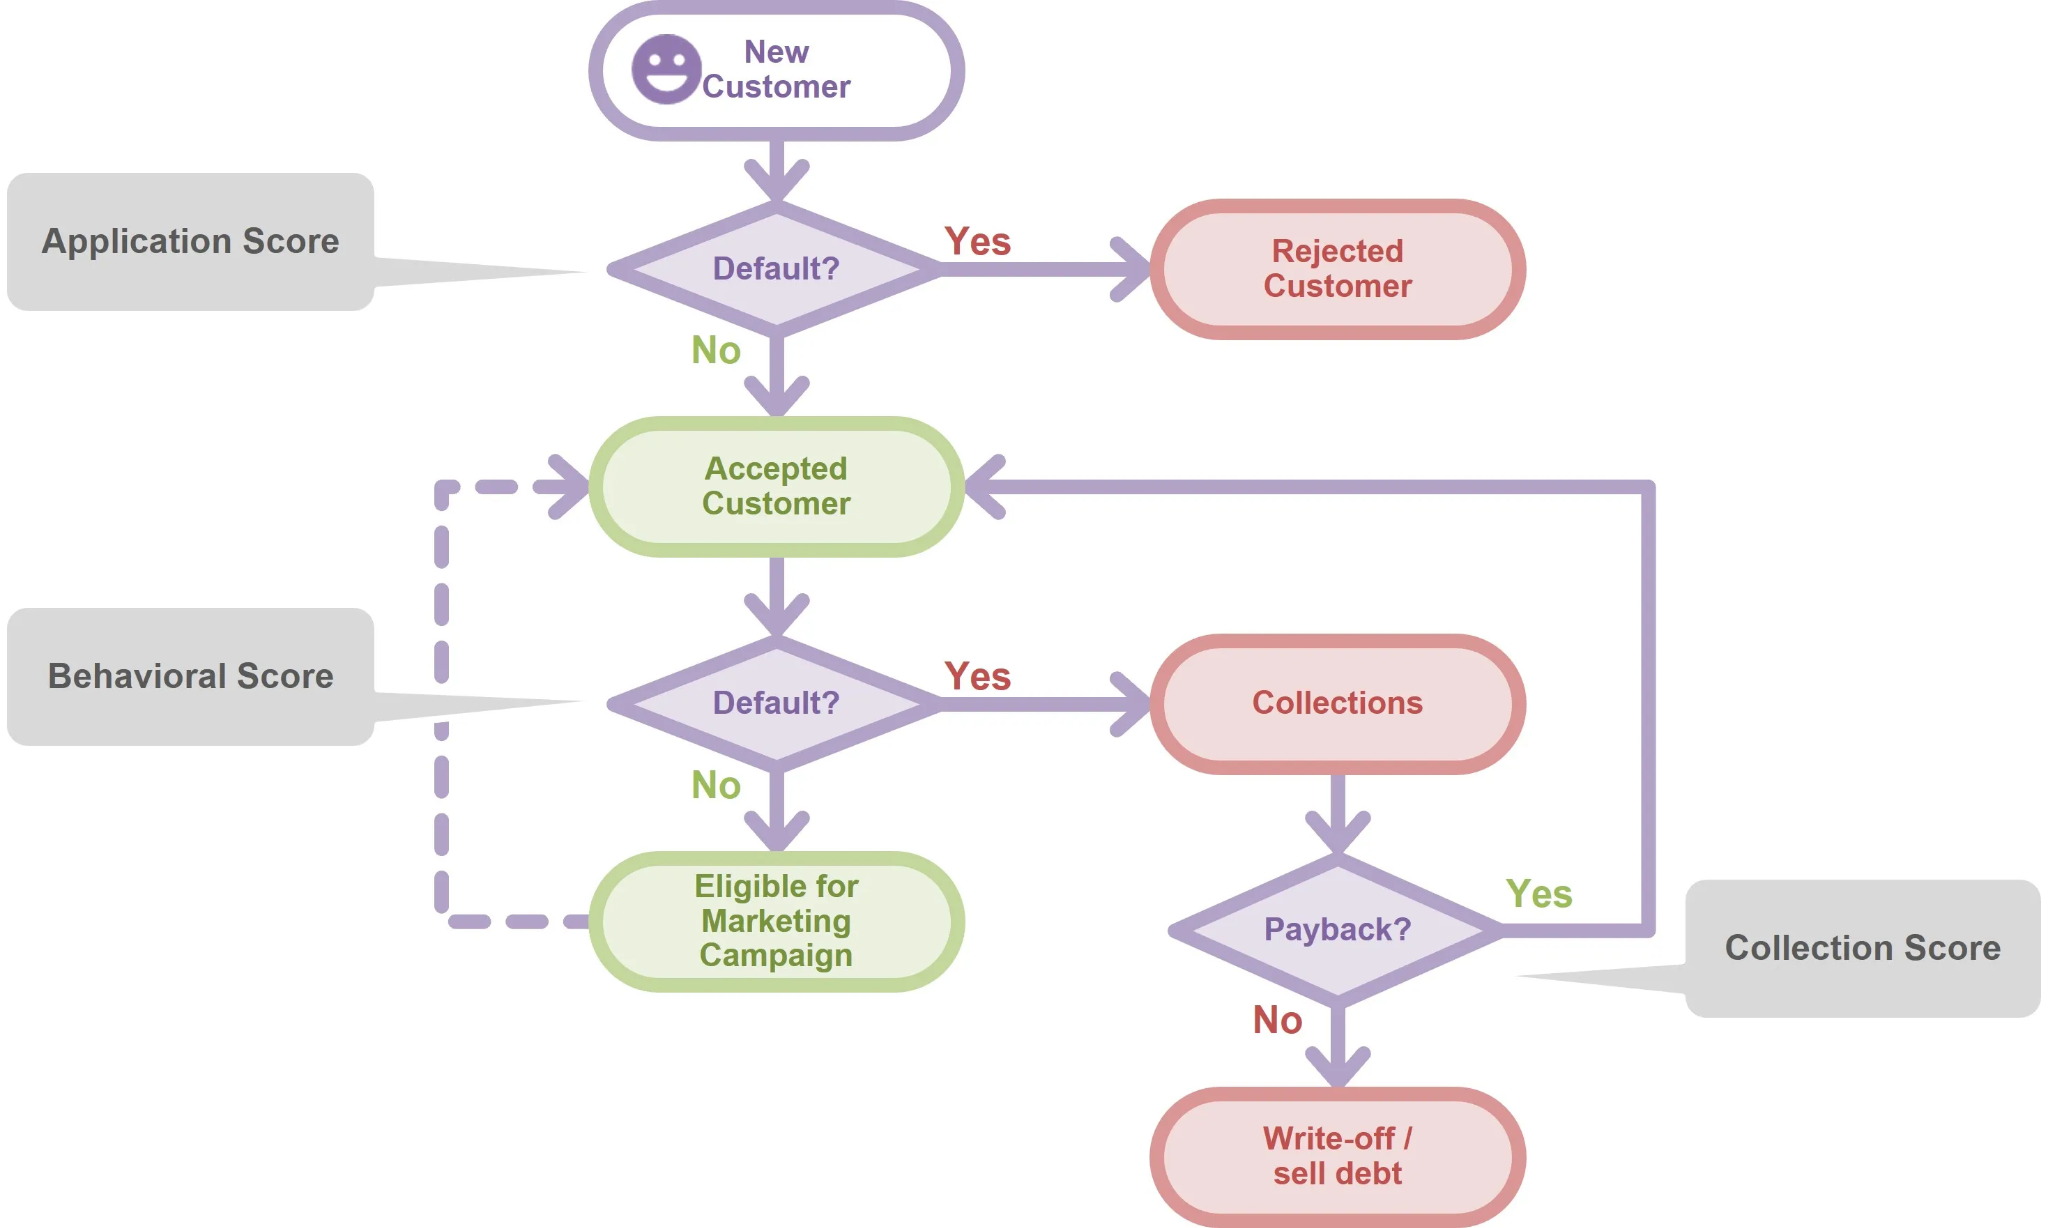 New
Customer
Application Score
Default?
Yes
Rejected
Customer
No
Accepted
Customer
Behavioral Score
Default?
Yes
Collections
No
Eligible for
Marketing
Campaign
Payback?
Yes
Collection Score
No
Write-off /
sell debt